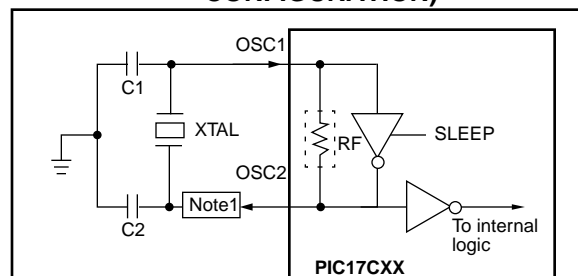 CONFIGURATION)
OSC1
C1
XTAL
RF
SLEEP
OSC2
Note1
C2
To internal
logic
PIC17CXX